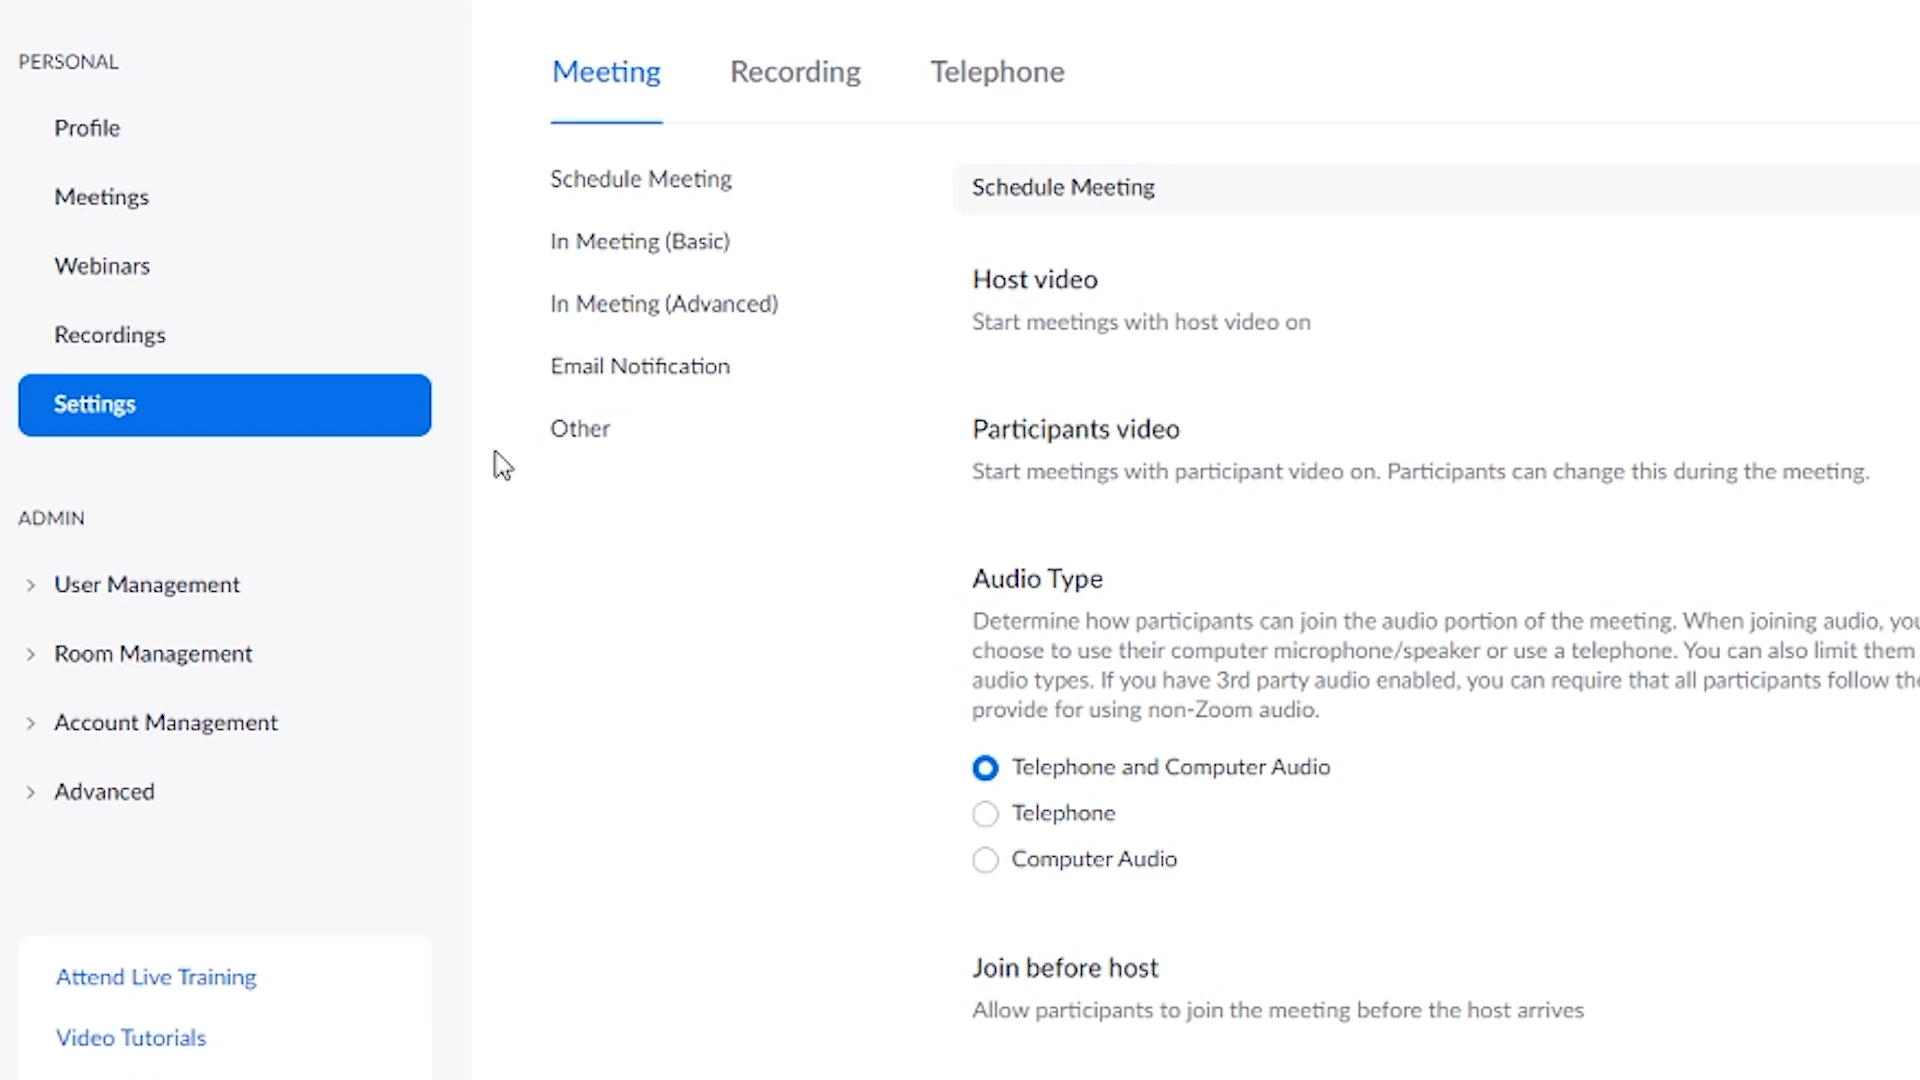 PERSONAL
Profile
Meetings
Webinars
Recordings
Settings
ADMIN
User Management
Room Management
Account Management
Advanced
Attend Live Training
Video Tutorials
Meeting
Recording
Telephone
Schedule Meeting
In Meeting (Basic)
In Meeting (Advanced)
Email Notification
Other
Schedule Meeting
Host video
Start meetings with host video on
Participants video
Start meetings with participant video on. Participants can change this during the meeting.
Audio Type
Determine how participants can join the audio portion of the meeting. When joining audio, you
choose to use their computer microphone/speaker or use a telephone. You can also limit them
audio types. If you have 3rd party audio enabled, you can require that all participants follow the
provide for using non-Zoom audio.
Telephone and Computer Audio
Telephone
Computer Audio
Join before host
Allow participants to join the meeting before the host arrives